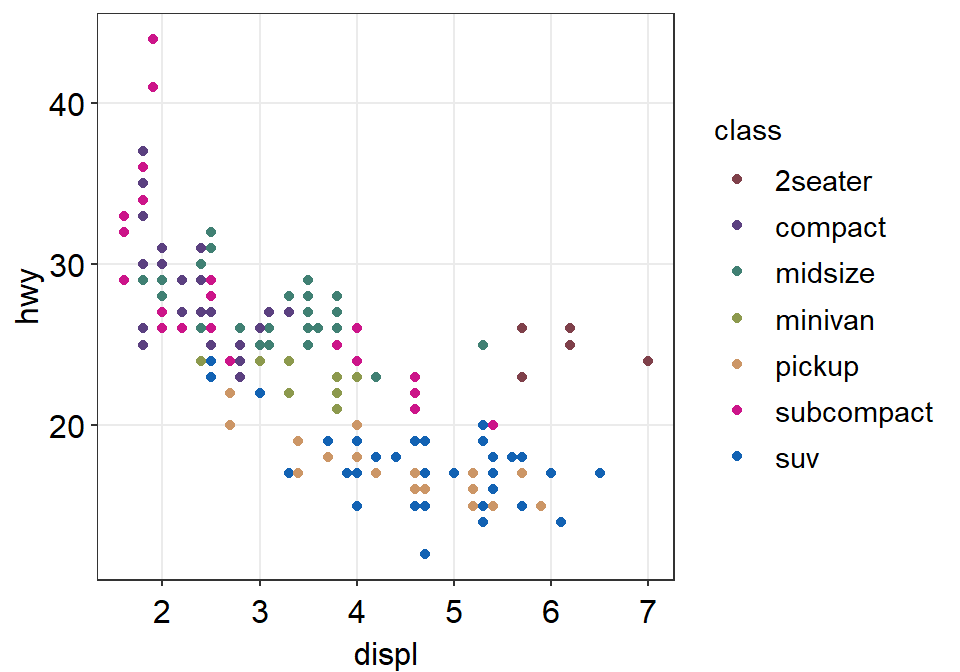 hwy
40
30
20
2 3 4 5 6 7
displ
class
2seater
compact
midsize
minivan
pickup
subcompact
suv